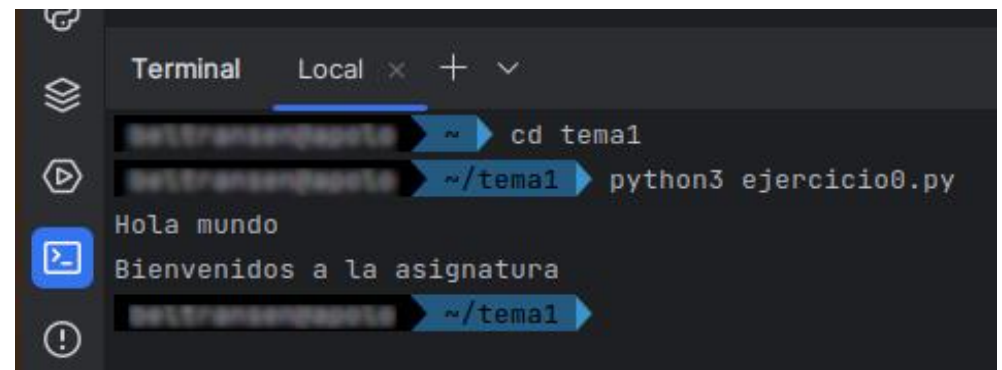 Terminal Local × + ∨
~ cd tema1
~/tema1 python3 ejercicio0.py
Hola mundo
Bienvenidos a la asignatura
~/tema1